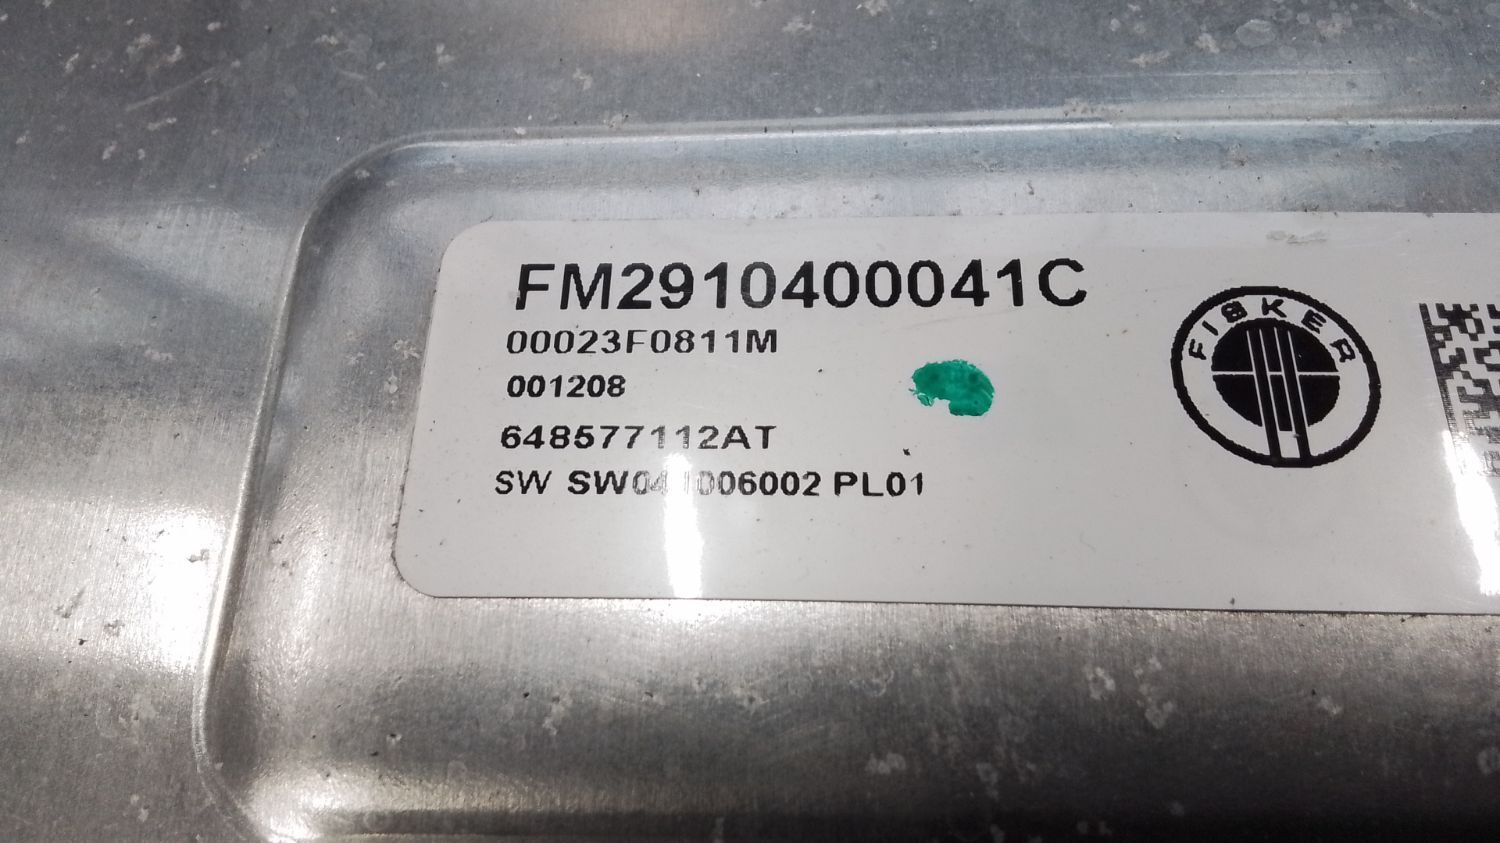 FM2910400041C
00023F0811M
001208
648577112AT
SW PL01
FISKER